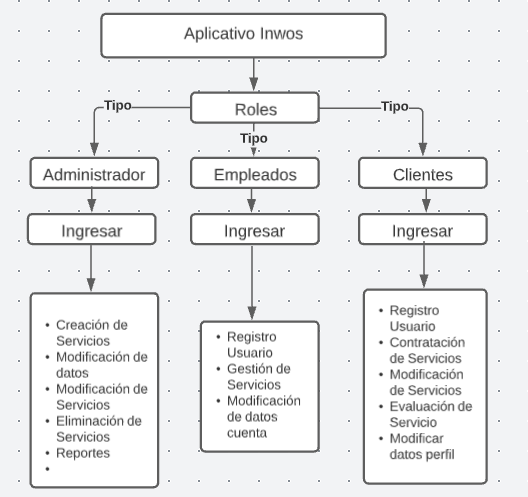 Aplicativo Inwos
Roles
Tipo
Tipo
Tipo
Administrador
Empleados
Clientes
Ingresar
Ingresar
Ingresar
• Creación de
Servicios
• Modificación de
datos
• Modificación de
Servicios
• Eliminación de
Servicios
• Reportes
•
• Registro
Usuario
• Gestión de
Servicios
• Modificación
de datos
cuenta
• Registro
Usuario
• Contratación
de Servicios
• Modificación
de Servicios
• Evaluación de
Servicio
• Modificar
datos perfil